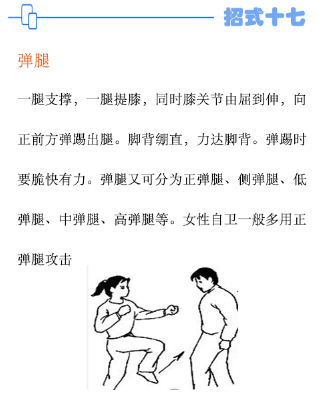 招式十七
弹腿
一腿支撑，一腿提膝，同时膝关节由屈到伸，向
正前方弹踢出腿。脚背绷直，力达脚背。弹踢时
要脆快有力。弹腿又可分为正弹腿、侧弹腿、低
弹腿、中弹腿、高弹腿等。女性自卫一般多用正
弹腿攻击